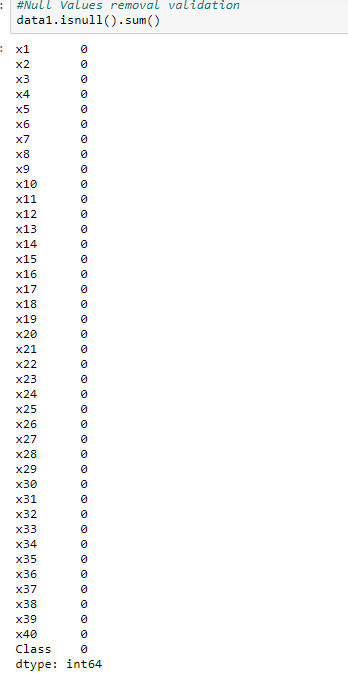 : #Null Values removal validation
data1.isnull().sum()
: x1 0
x2 0
x3 0
x4 0
x5 0
x6 0
x7 0
x8 0
x9 0
x10 0
x11 0
x12 0
x13 0
x14 0
x15 0
x16 0
x17 0
x18 0
x19 0
x20 0
x21 0
x22 0
x23 0
x24 0
x25 0
x26 0
x27 0
x28 0
x29 0
x30 0
x31 0
x32 0
x33 0
x34 0
x35 0
x36 0
x37 0
x38 0
x39 0
x40 0
Class 0
dtype: int64